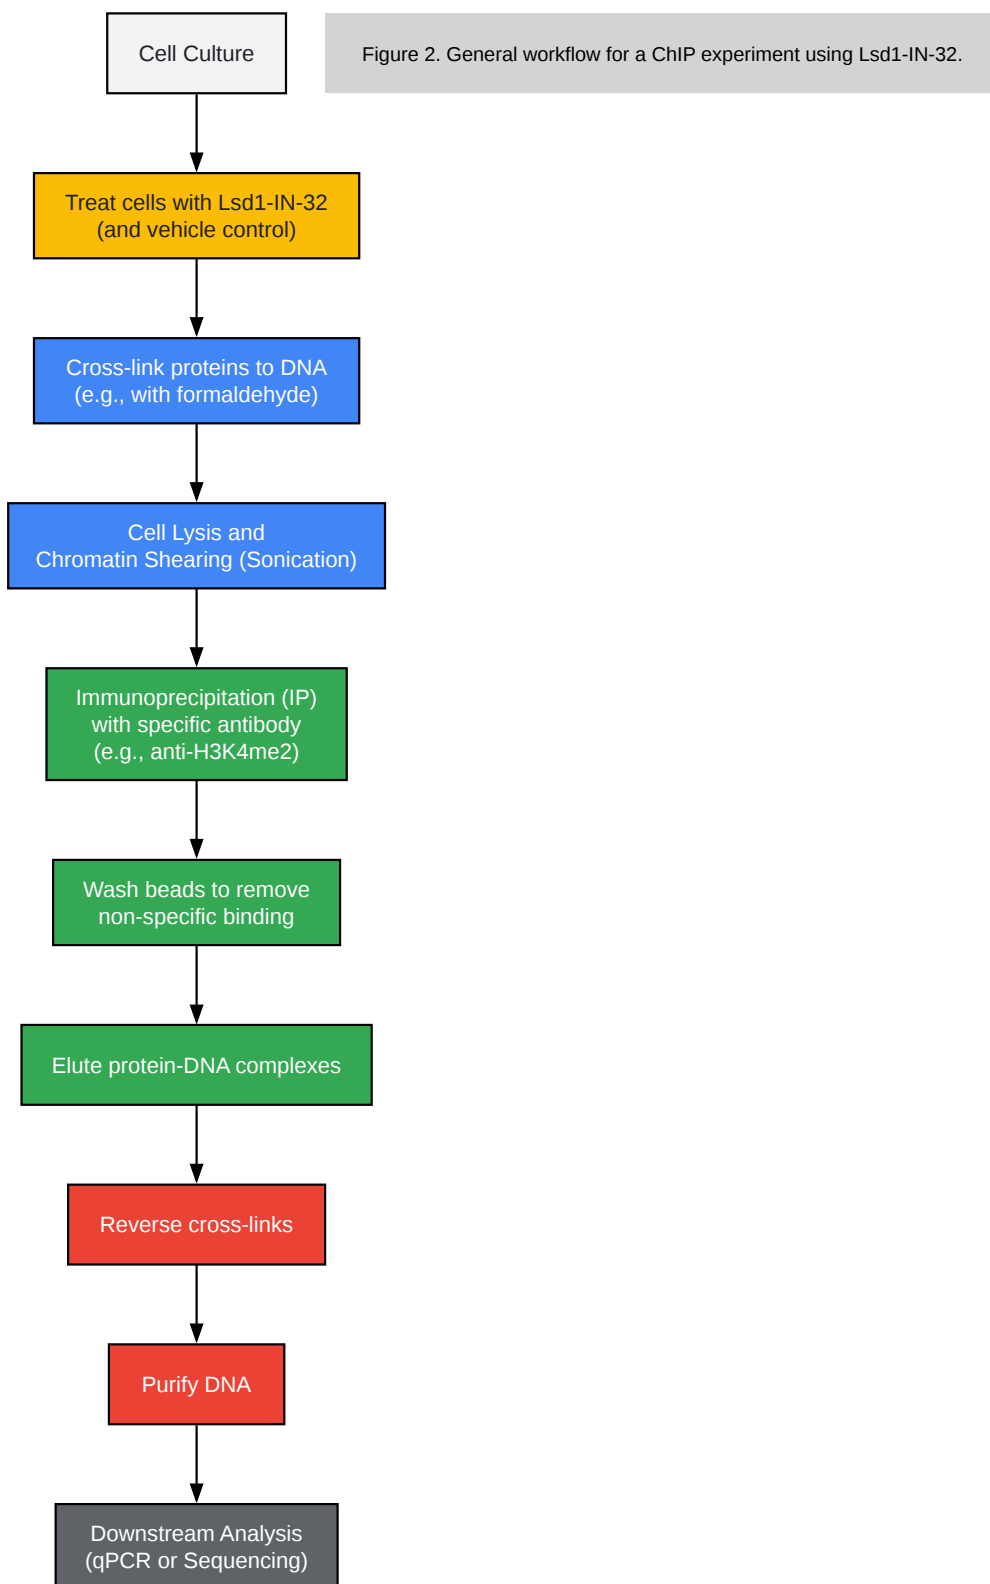 Cell Culture
Figure 2. General workflow for a ChIP experiment using Lsd1-IN-32.
Treat cells with Lsd1-IN-32
(and vehicle control)
Cross-link proteins to DNA
(e.g., with formaldehyde)
Cell Lysis and
Chromatin Shearing (Sonication)
Immunoprecipitation (IP)
with specific antibody
(e.g., anti-H3K4me2)
Wash beads to remove
non-specific binding
Elute protein-DNA complexes
Reverse cross-links
Purify DNA
Downstream Analysis
(qPCR or Sequencing)